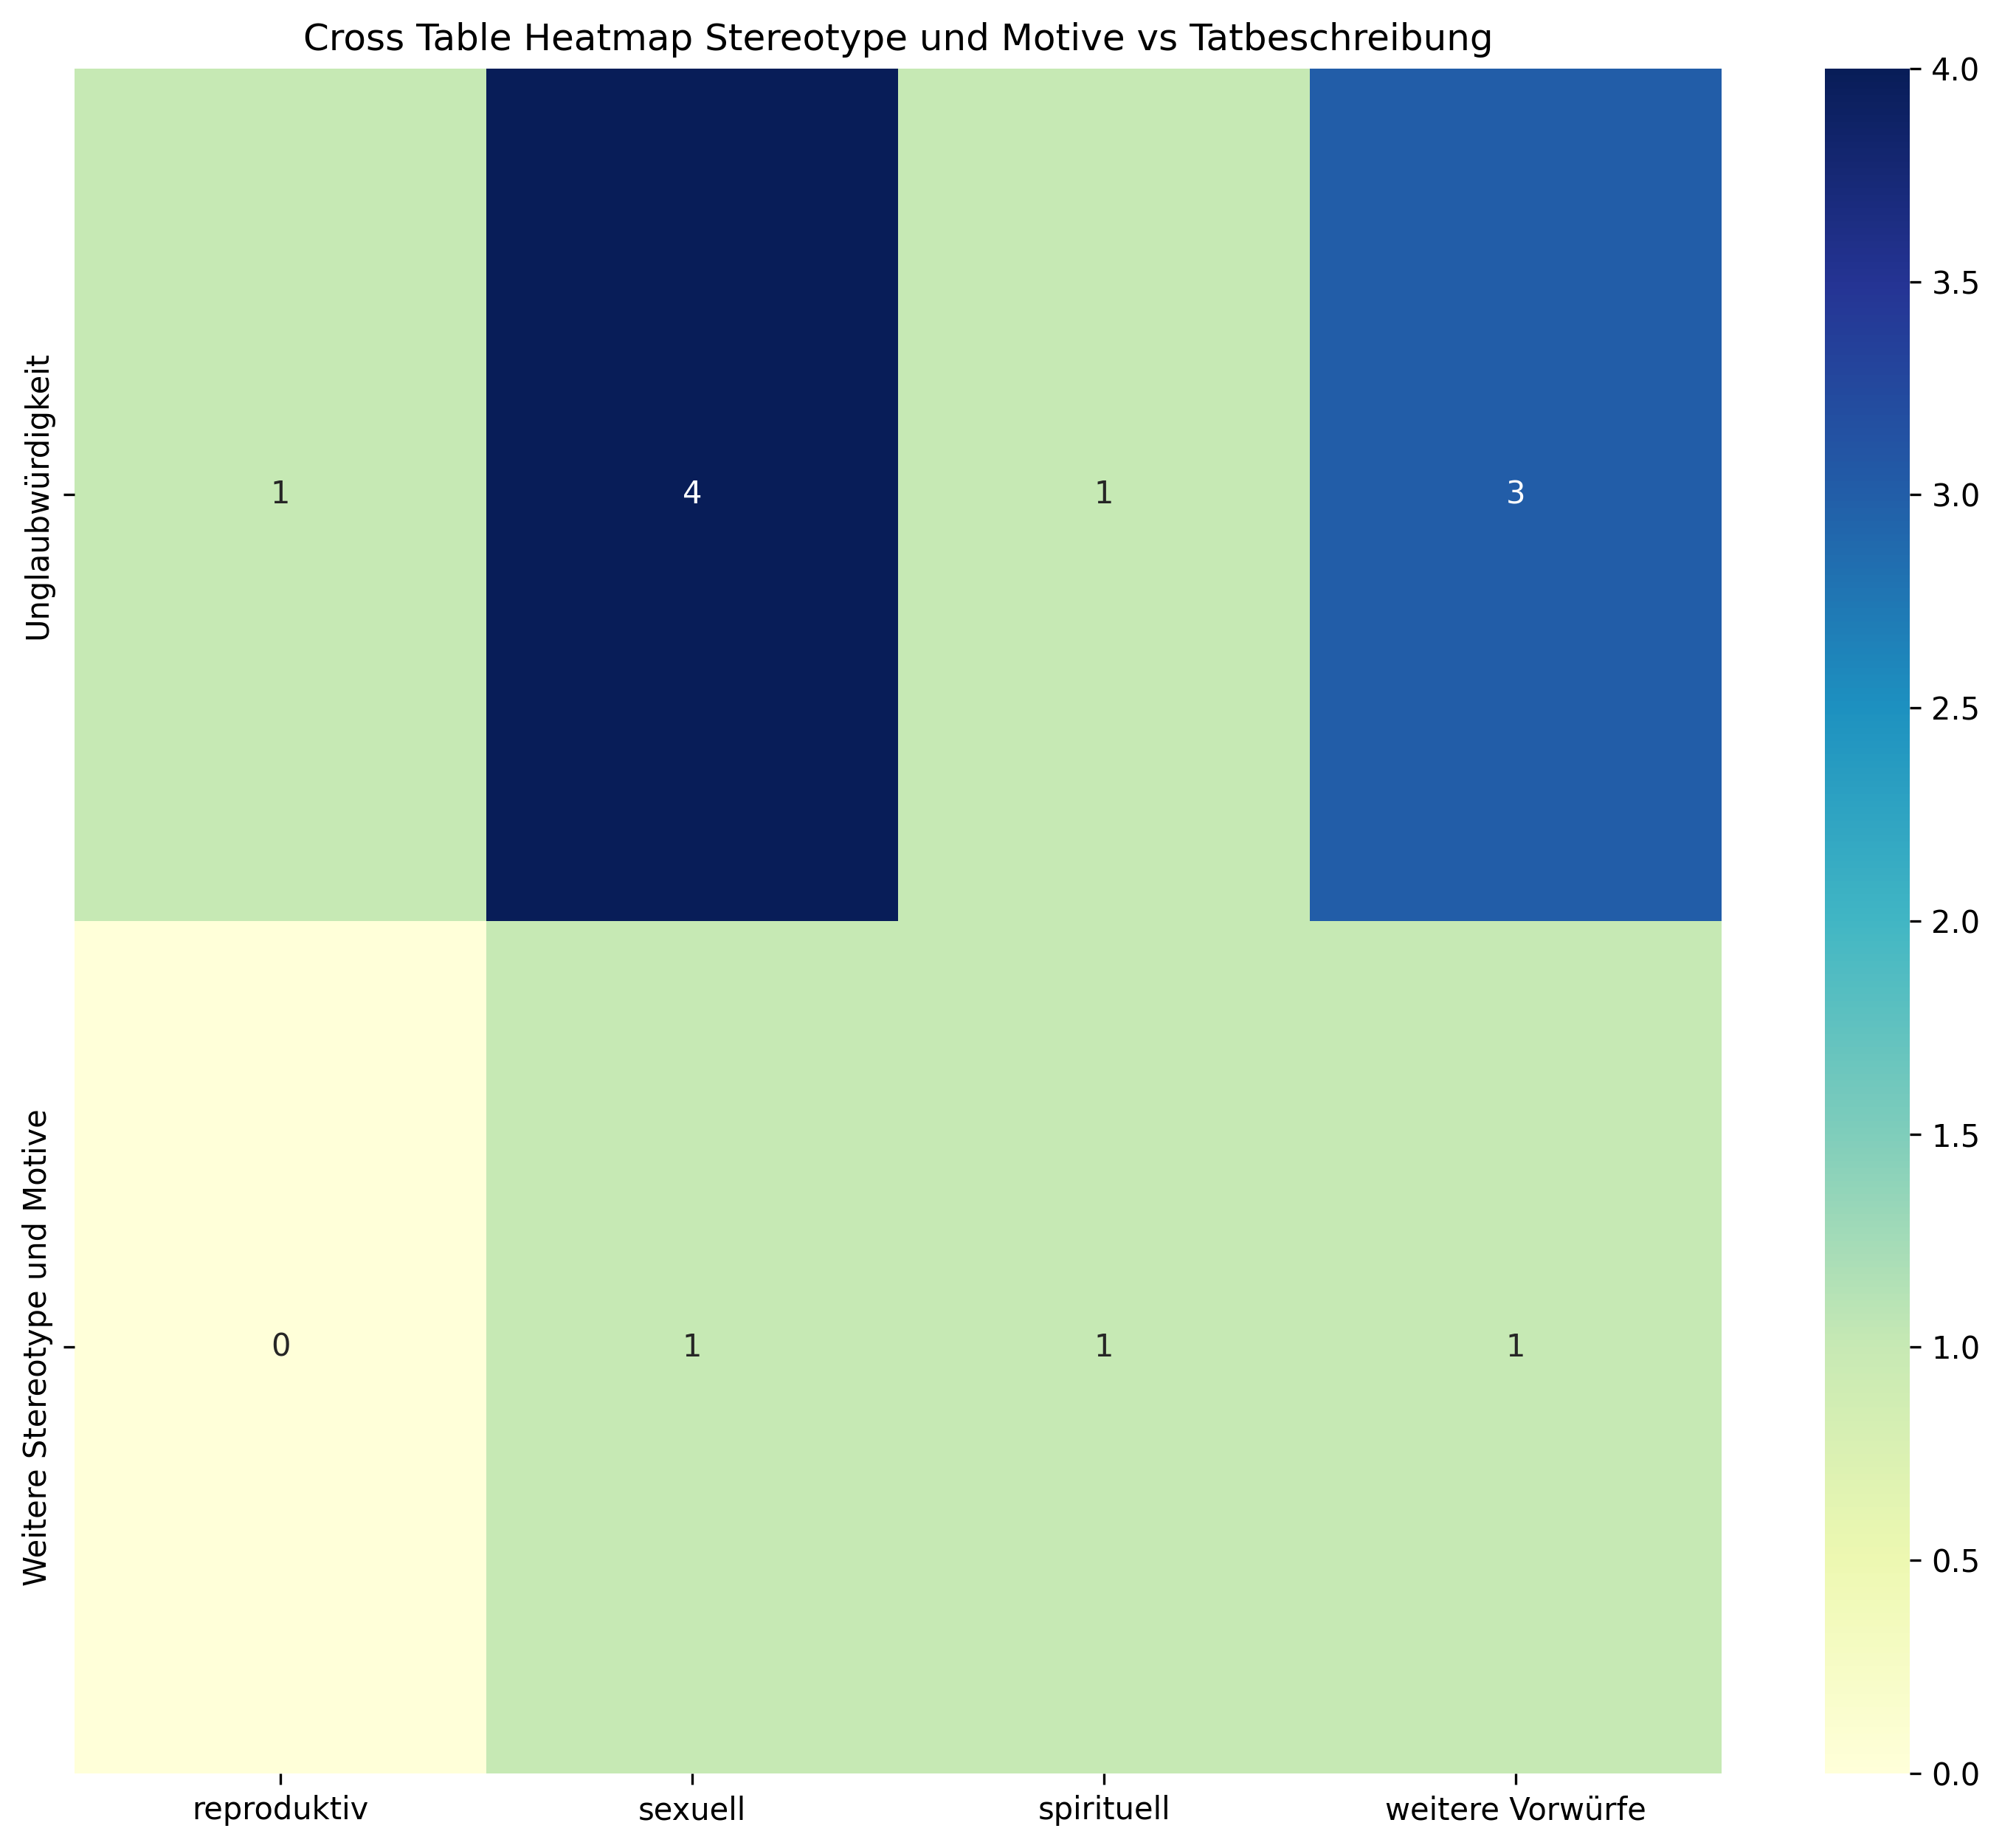 Cross Table Heatmap Stereotype und Motive vs Tatbeschreibung
Unglaubwürdigkeit
1 4 1 3
Weitere Stereotype und Motive
0 1 1 1
reproduktiv sexuell spirituell weitere Vorwürfe
4.0
3.5
3.0
2.5
2.0
1.5
1.0
0.5
0.0